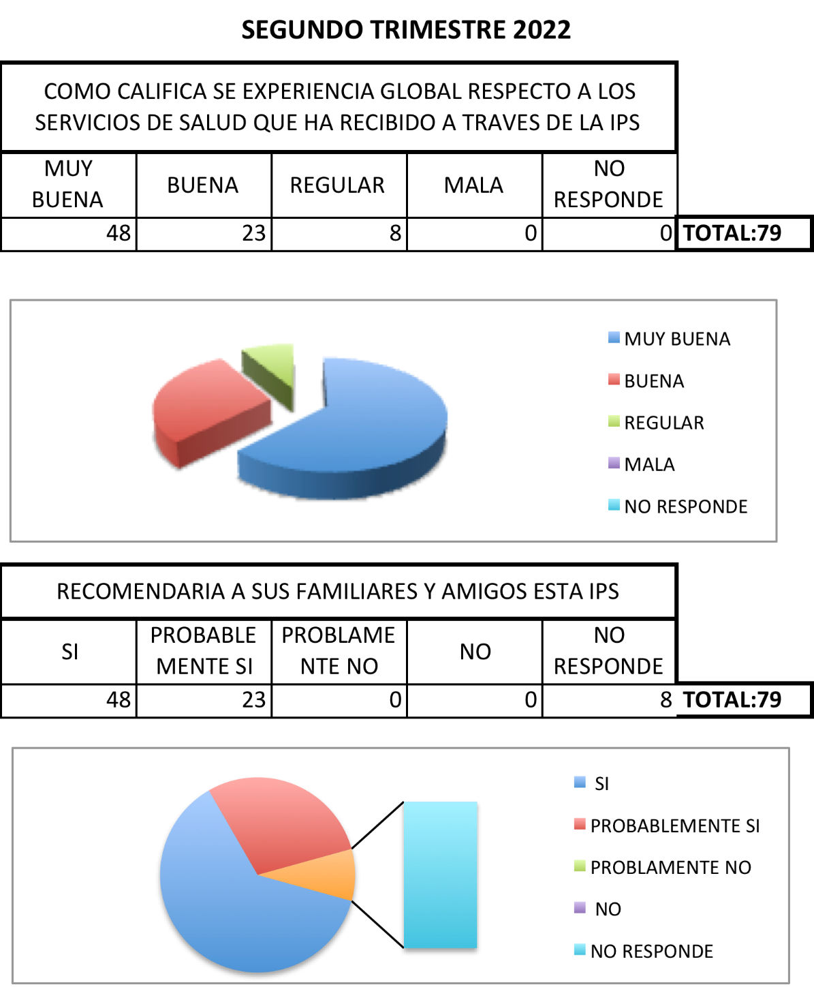 SEGUNDO TRIMESTRE 2022
COMO CALIFICA SE EXPERIENCIA GLOBAL RESPECTO A LOS
SERVICIOS DE SALUD QUE HA RECIBIDO A TRAVES DE LA IPS
MUY
BUENA
BUENA
REGULAR
MALA
NO
RESPONDE
48
23
8
0
0
TOTAL:79
MUY BUENA
BUENA
REGULAR
MALA
NO RESPONDE
RECOMENDARIA A SUS FAMILIARES Y AMIGOS ESTA IPS
SI
PROBABLE
MENTE SI
PROBLAME
NTE NO
NO
NO
RESPONDE
48
23
0
0
8
TOTAL:79
SI
PROBABLEMENTE SI
PROBLAMENTE NO
NO
NO RESPONDE